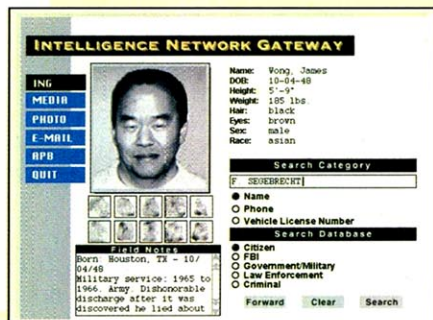 INTELLIGENCE NETWORK GATEWAY
ING
MEDIA
PHOTO
E-MAIL
APB
QUIT
Name: Wong, James
DOB: 10-04-48
Height: 5'-9"
Weight: 185 lbs.
Hair: black
Eyes: brown
Sex: male
Race: asian
Search Category
F. SEGEBRECHT
Name
Phone
Vehicle License Number
Search Database
Citizen
FBI
Government/Military
Law Enforcement
Criminal
Forward Clear Search
Field Notes
Born: Houston, TX - 10/
04/48
Military service: 1965 to
1966. Army. Dishonorable
discharge after it was
discovered he lied about